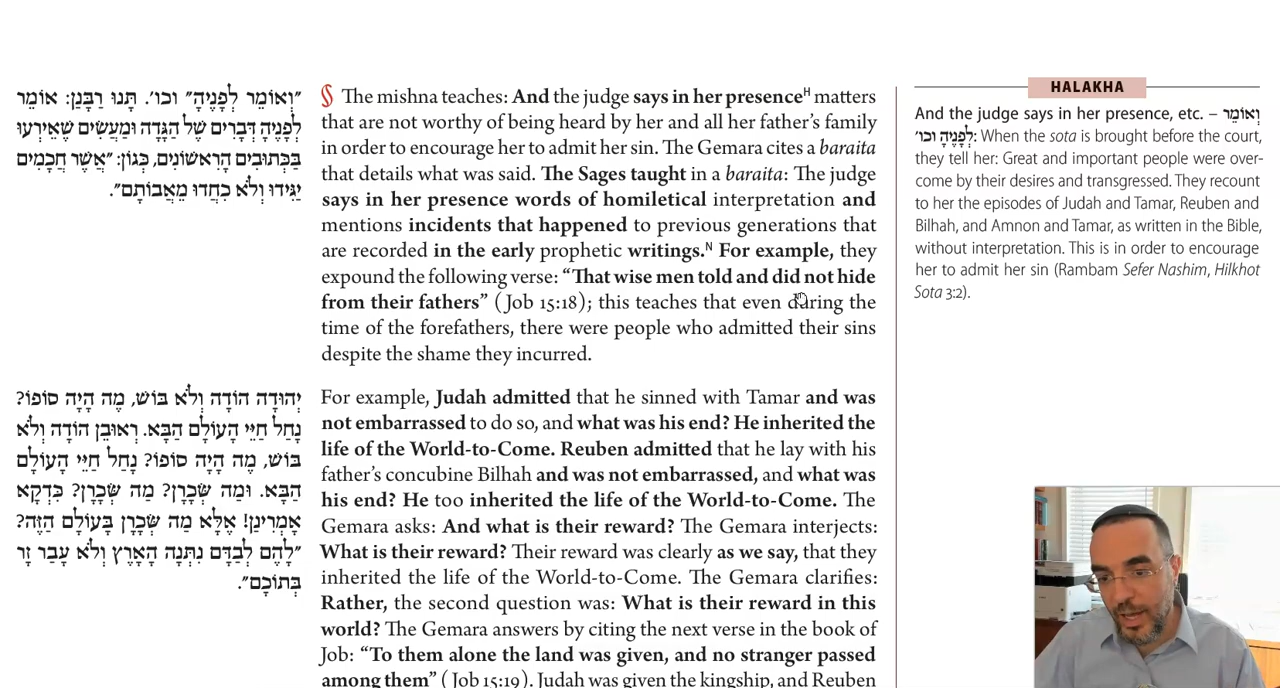 ״וְאוֹמֵר לְפָנֶיהָ״ וכו׳. תָּנוּ רַבָּנַן: אוֹמֵר
לְפָנֶיהָ דְּבָרִים שֶׁל הַגָּדָה וּמַעֲשִׂים שֶׁאֵירְעוּ
בַּכְּתוּבִים הָרִאשׁוֹנִים, כְּגוֹן: ״אֲשֶׁר חֲכָמִים
יַגִּידוּ וְלֹא כִחֲדוּ מֵאֲבוֹתָם״.
§ The mishna teaches: And the judge says in her presenceᴴ matters
that are not worthy of being heard by her and all her father’s family
in order to encourage her to admit her sin. The Gemara cites a baraita
that details what was said. The Sages taught in a baraita: The judge
says in her presence words of homiletical interpretation and
mentions incidents that happened to previous generations that
are recorded in the early prophetic writings.ᴺ For example, they
expound the following verse: “That wise men told and did not hide
from their fathers” (Job 15:18); this teaches that even during the
time of the forefathers, there were people who admitted their sins
despite the shame they incurred.
יְהוּדָה הוֹדָה וְלֹא בּוֹשׁ, מֶה הָיָה סוֹפוֹ?
נָחַל חַיֵּי הָעוֹלָם הַבָּא. רְאוּבֵן הוֹדָה וְלֹא
בּוֹשׁ, מֶה הָיָה סוֹפוֹ? נָחַל חַיֵּי הָעוֹלָם
הַבָּא. וּמַה שְּׂכָרָן? מַה שְּׂכָרָן? כִּדְקָא
אָמְרִינַן! אֶלָּא מַה שְּׂכָרָן בָּעוֹלָם הַזֶּה?
״לָהֶם לְבַדָּם נִתְּנָה הָאָרֶץ וְלֹא עָבַר זָר
בְּתוֹכָם״.
For example, Judah admitted that he sinned with Tamar and was
not embarrassed to do so, and what was his end? He inherited the
life of the World-to-Come. Reuben admitted that he lay with his
father’s concubine Bilhah and was not embarrassed, and what was
his end? He too inherited the life of the World-to-Come. The
Gemara asks: And what is their reward? The Gemara interjects:
What is their reward? Their reward was clearly as we say, that they
inherited the life of the World-to-Come. The Gemara clarifies:
Rather, the second question was: What is their reward in this
world? The Gemara answers by citing the next verse in the book of
Job: “To them alone the land was given, and no stranger passed
among them” (Job 15:19). Judah was given the kingship, and Reuben
HALAKHA
And the judge says in her presence, etc. – וְאוֹמֵר
לְפָנֶיהָ וכו׳: When the sota is brought before the court,
they tell her: Great and important people were over-
come by their desires and transgressed. They recount
to her the episodes of Judah and Tamar, Reuben and
Bilhah, and Amnon and Tamar, as written in the Bible,
without interpretation. This is in order to encourage
her to admit her sin (Rambam Sefer Nashim, Hilkhot
Sota 3:2).